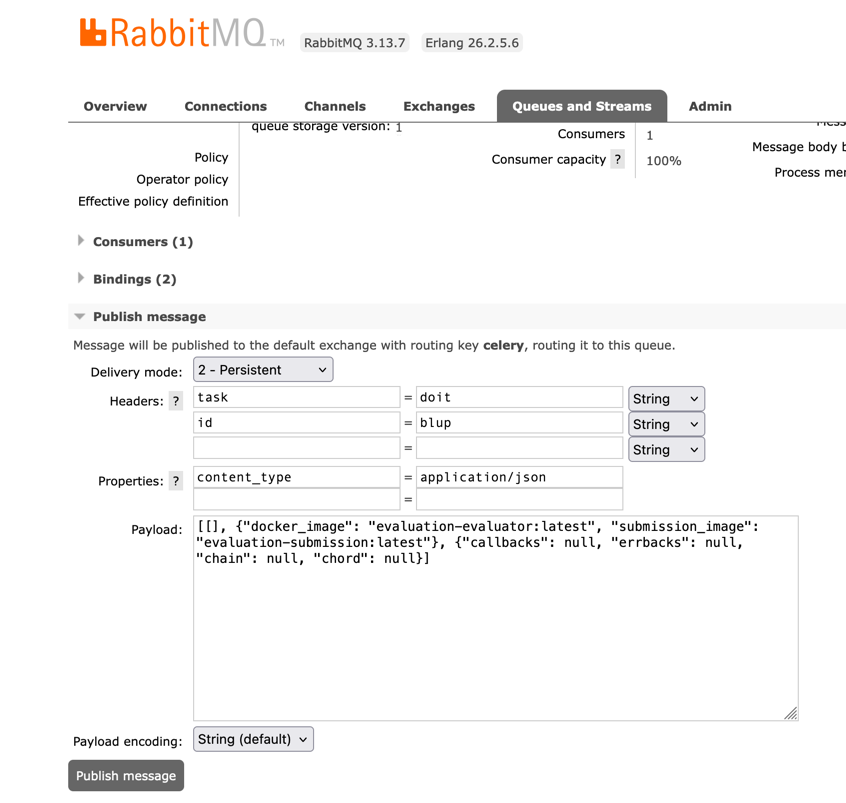 RabbitMQ TM RabbitMQ 3.13.7 Erlang 26.2.5.6
Overview Connections Channels Exchanges Queues and Streams Admin
queue storage version: 1
Consumers 1
Message body b
Policy
Consumer capacity ? 100%
Process mer
Operator policy
Effective policy definition
Consumers (1)
Bindings (2)
Publish message
Message will be published to the default exchange with routing key celery, routing it to this queue.
Delivery mode: 2 - Persistent
Headers: ? task = doit String
id = blup String
= String
Properties: ? content_type = application/json
=
Payload: [[], {"docker_image": "evaluation-evaluator:latest", "submission_image":
"evaluation-submission:latest"}, {"callbacks": null, "errbacks": null,
"chain": null, "chord": null}]
Payload encoding: String (default)
Publish message